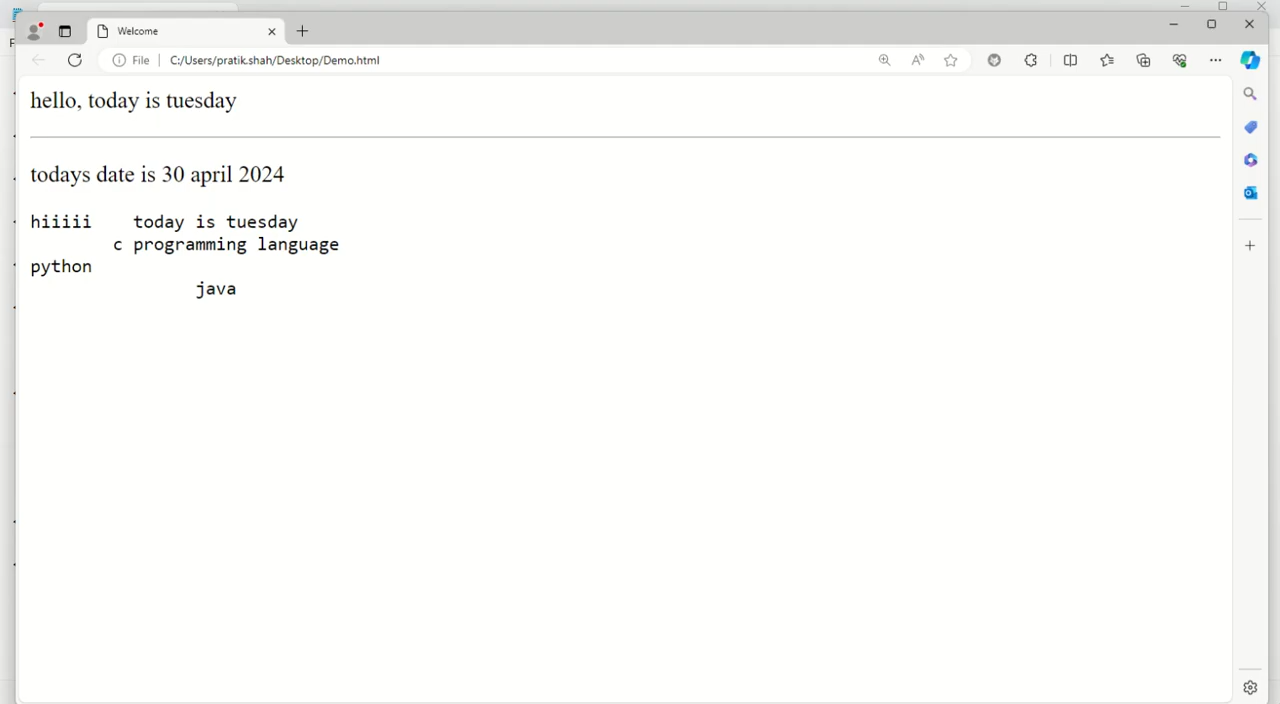 Welcome
File
C:/Users/pratik.shah/Desktop/Demo.html
hello, today is tuesday
todays date is 30 april 2024
hiiiii    today is tuesday
        c programming language
python
                java